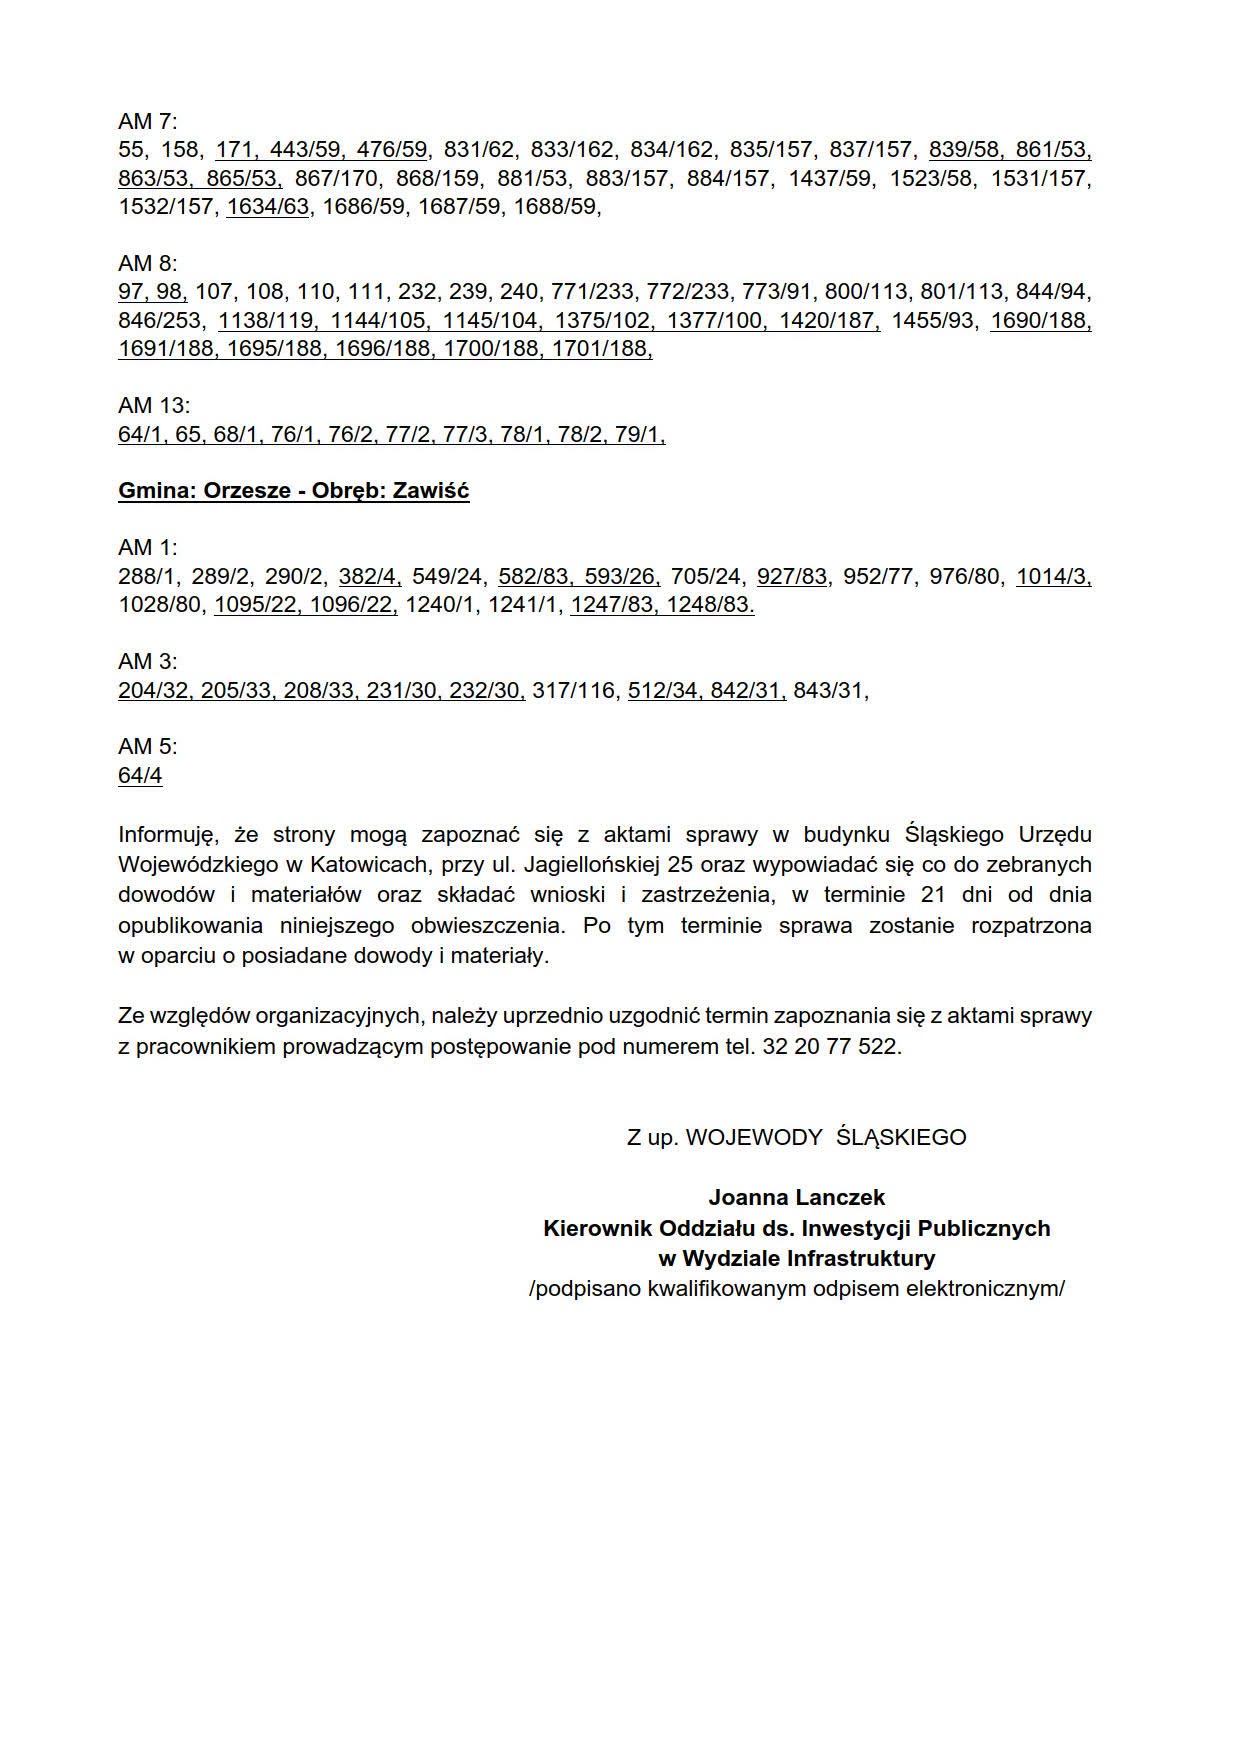 AM 7:
55, 158, 171, 443/59, 476/59, 831/62, 833/162, 834/162, 835/157, 837/157, 839/58, 861/53,
863/53, 865/53, 867/170, 868/159, 881/53, 883/157, 884/157, 1437/59, 1523/58, 1531/157,
1532/157, 1634/63, 1686/59, 1687/59, 1688/59,
AM 8:
97, 98, 107, 108, 110, 111, 232, 239, 240, 771/233, 772/233, 773/91, 800/113, 801/113, 844/94,
846/253, 1138/119, 1144/105, 1145/104, 1375/102, 1377/100, 1420/187, 1455/93, 1690/188,
1691/188, 1695/188, 1696/188, 1700/188, 1701/188,
AM 13:
64/1, 65, 68/1, 76/1, 76/2, 77/2, 77/3, 78/1, 78/2, 79/1,
Gmina: Orzesze - Obręb: Zawiść
AM 1:
288/1, 289/2, 290/2, 382/4, 549/24, 582/83, 593/26, 705/24, 927/83, 952/77, 976/80, 1014/3,
1028/80, 1095/22, 1096/22, 1240/1, 1241/1, 1247/83, 1248/83.
AM 3:
204/32, 205/33, 208/33, 231/30, 232/30, 317/116, 512/34, 842/31, 843/31,
AM 5:
64/4
Informuję, że strony mogą zapoznać się z aktami sprawy w budynku Śląskiego Urzędu
Wojewódzkiego w Katowicach, przy ul. Jagiellońskiej 25 oraz wypowiadać się co do zebranych
dowodów i materiałów oraz składać wnioski i zastrzeżenia, w terminie 21 dni od dnia
opublikowania niniejszego obwieszczenia. Po tym terminie sprawa zostanie rozpatrzona
w oparciu o posiadane dowody i materiały.
Ze względów organizacyjnych, należy uprzednio uzgodnić termin zapoznania się z aktami sprawy
z pracownikiem prowadzącym postępowanie pod numerem tel. 32 20 77 522.
Z up. WOJEWODY ŚLĄSKIEGO
Joanna Lanczek
Kierownik Oddziału ds. Inwestycji Publicznych
w Wydziale Infrastruktury
/podpisano kwalifikowanym odpisem elektronicznym/